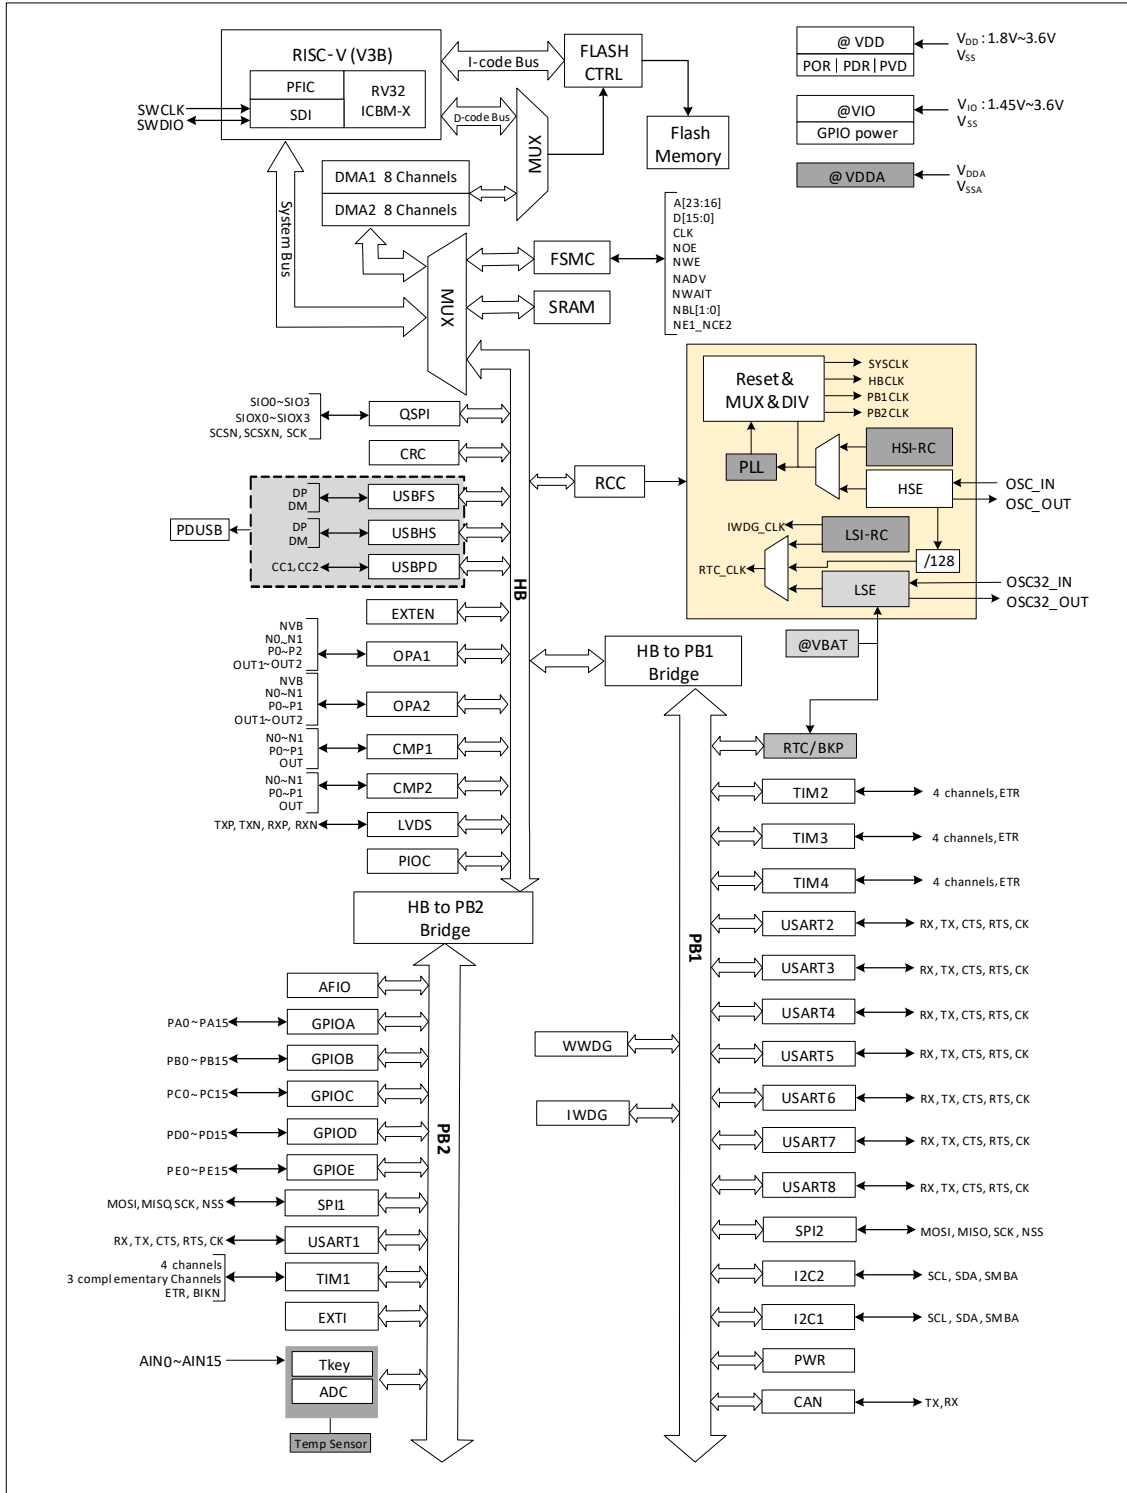 RISC-V (V3B)
PFIC
SDI
RV32
ICBM-X
SWCLK
SWDIO
I-code Bus
D-code Bus
FLASH
CTRL
MUX
Flash
Memory
DMA1 8 Channels
DMA2 8 Channels
System Bus
MUX
FSMC
SRAM
A[23:16]
D[15:0]
CLK
NOE
NWE
NADV
NWAIT
NBL[1:0]
NE1_NCE2
@ VDD
POR | PDR | PVD
VDD : 1.8V~3.6V
VSS
@VIO
GPIO power
VIO : 1.45V~3.6V
VSS
@ VDDA
VDDA
VSSA
SIO0~SIO3
SIOX0~SIOX3
SCSN, SCSXN, SCK
QSPI
CRC
DP
DM
USBFS
DP
DM
USBHS
CC1, CC2
USBPD
PDUSB
HB
EXTEN
NVB
N0~N1
P0~P2
OUT1~OUT2
OPA1
NVB
N0~N1
P0~P1
OUT1~OUT2
OPA2
N0~N1
P0~P1
OUT
CMP1
N0~N1
P0~P1
OUT
CMP2
TXP, TXN, RXP, RXN
LVDS
PIOC
RCC
Reset &
MUX & DIV
SYSCLK
HBCLK
PB1CLK
PB2CLK
PLL
HSI-RC
HSE
OSC_IN
OSC_OUT
IWDG_CLK
LSI-RC
RTC_CLK
/128
LSE
OSC32_IN
OSC32_OUT
@VBAT
HB to PB1
Bridge
RTC/BKP
PB1
TIM2
4 channels, ETR
TIM3
4 channels, ETR
TIM4
4 channels, ETR
USART2
RX, TX, CTS, RTS, CK
USART3
RX, TX, CTS, RTS, CK
USART4
RX, TX, CTS, RTS, CK
USART5
RX, TX, CTS, RTS, CK
USART6
RX, TX, CTS, RTS, CK
USART7
RX, TX, CTS, RTS, CK
USART8
RX, TX, CTS, RTS, CK
SPI2
MOSI, MISO, SCK, NSS
I2C2
SCL, SDA, SMBA
I2C1
SCL, SDA, SMBA
PWR
CAN
TX, RX
WWDG
IWDG
HB to PB2
Bridge
PB2
AFIO
PA0~PA15
GPIOA
PB0~PB15
GPIOB
PC0~PC15
GPIOC
PD0~PD15
GPIOD
PE0~PE15
GPIOE
MOSI, MISO, SCK, NSS
SPI1
RX, TX, CTS, RTS, CK
USART1
4 channels
3 complementary Channels
ETR, BIKN
TIM1
EXTI
AIN0~AIN15
Tkey
ADC
Temp Sensor